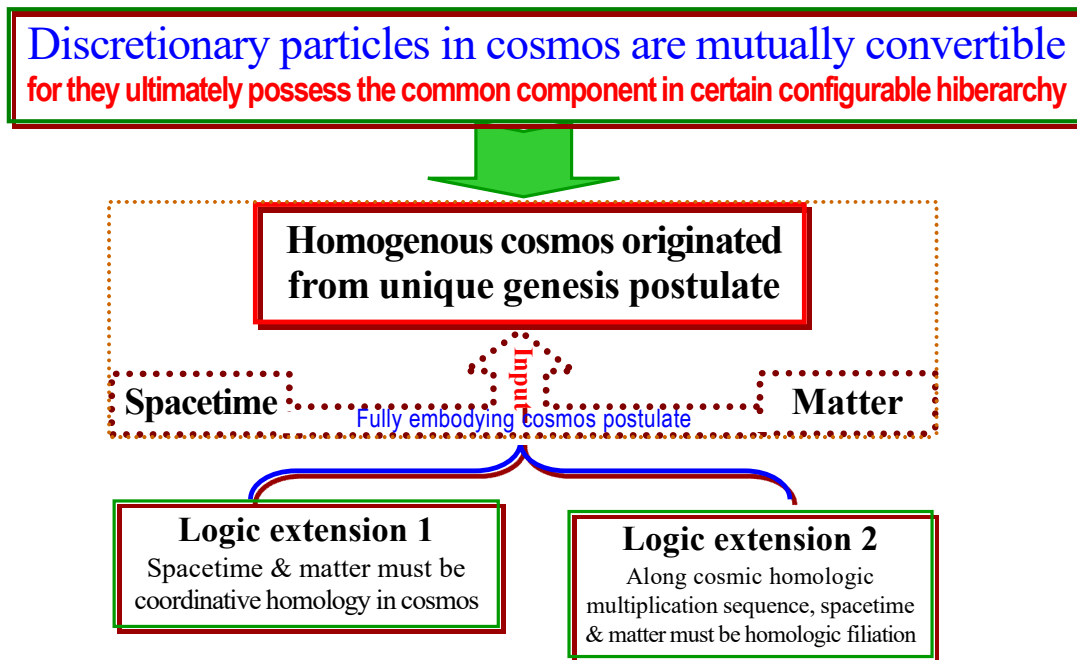 Discretionary particles in cosmos are mutually convertible
for they ultimately possess the common component in certain configurable hiberarchy
Homogenous cosmos originated
from unique genesis postulate
Input
Spacetime
Matter
Fully embodying cosmos postulate
Logic extension 1
Spacetime & matter must be
coordinative homology in cosmos
Logic extension 2
Along cosmic homologic
multiplication sequence, spacetime
& matter must be homologic filiation